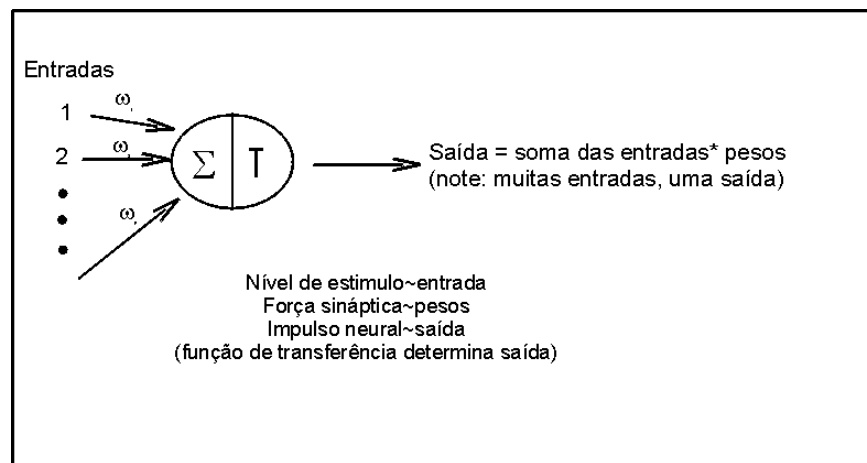 Entradas
1 ω,
2 ω,
ω,
Σ T
Saída = soma das entradas* pesos
(note: muitas entradas, uma saída)
Nível de estimulo~entrada
Força sináptica~pesos
Impulso neural~saída
(função de transferência determina saída)